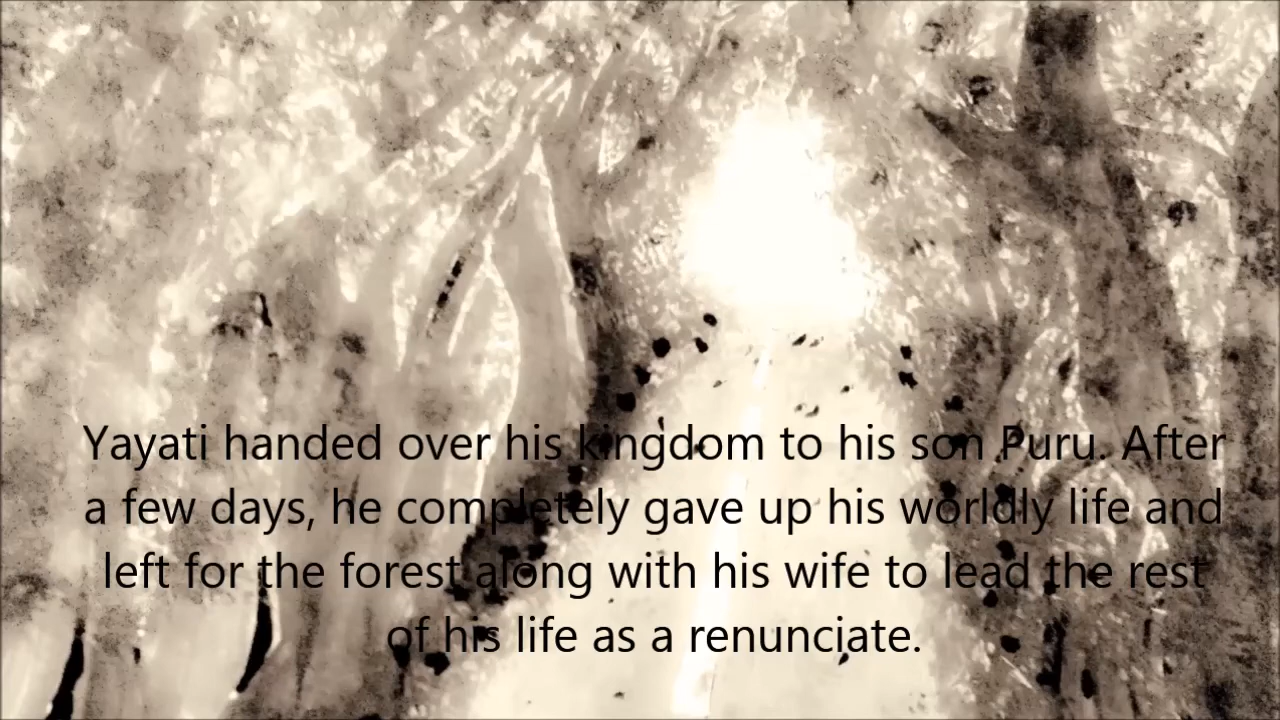 Yayati handed over his kingdom to his son Puru. After
a few days, he completely gave up his worldly life and
left for the forest along with his wife to lead the rest
of his life as a renunciate.